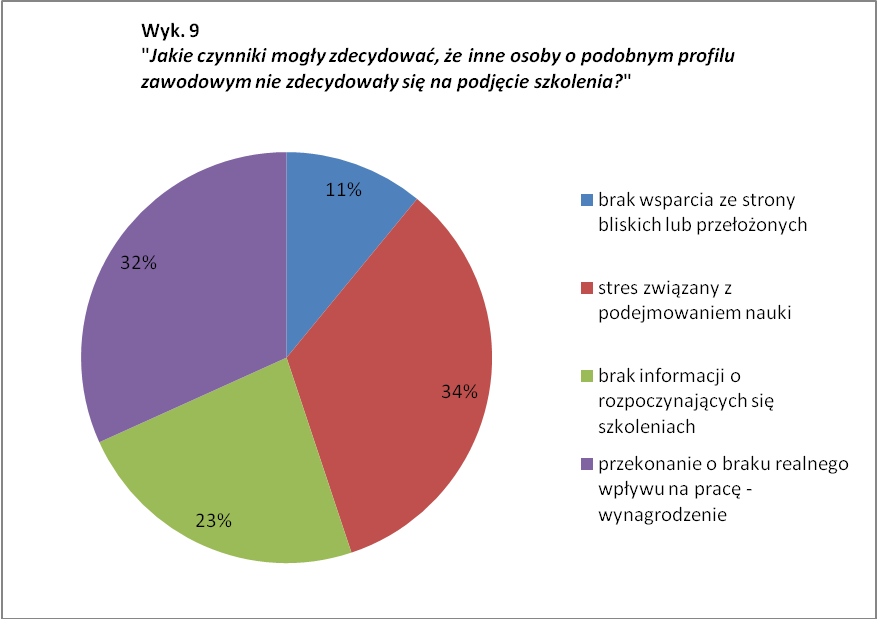 Wyk. 9
"Jakie czynniki mogły zdecydować, że inne osoby o podobnym profilu
zawodowym nie zdecydowały się na podjęcie szkolenia?"
11%
34%
23%
32%
brak wsparcia ze strony
bliskich lub przełożonych
stres związany z
podejmowaniem nauki
brak informacji o
rozpoczynających się
szkoleniach
przekonanie o braku realnego
wpływu na pracę -
wynagrodzenie